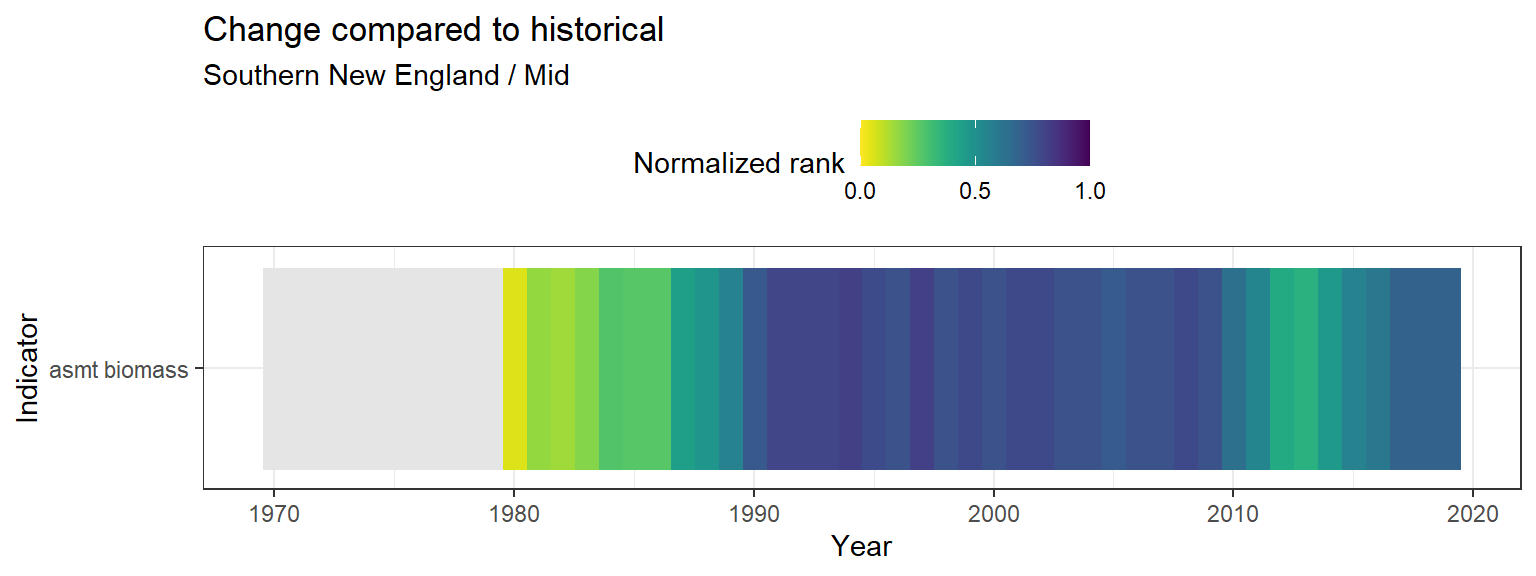 Change compared to historical
Southern New England / Mid
Normalized rank
0.0 0.5 1.0
Indicator
asmt biomass
1970 1980 1990 2000 2010 2020
Year